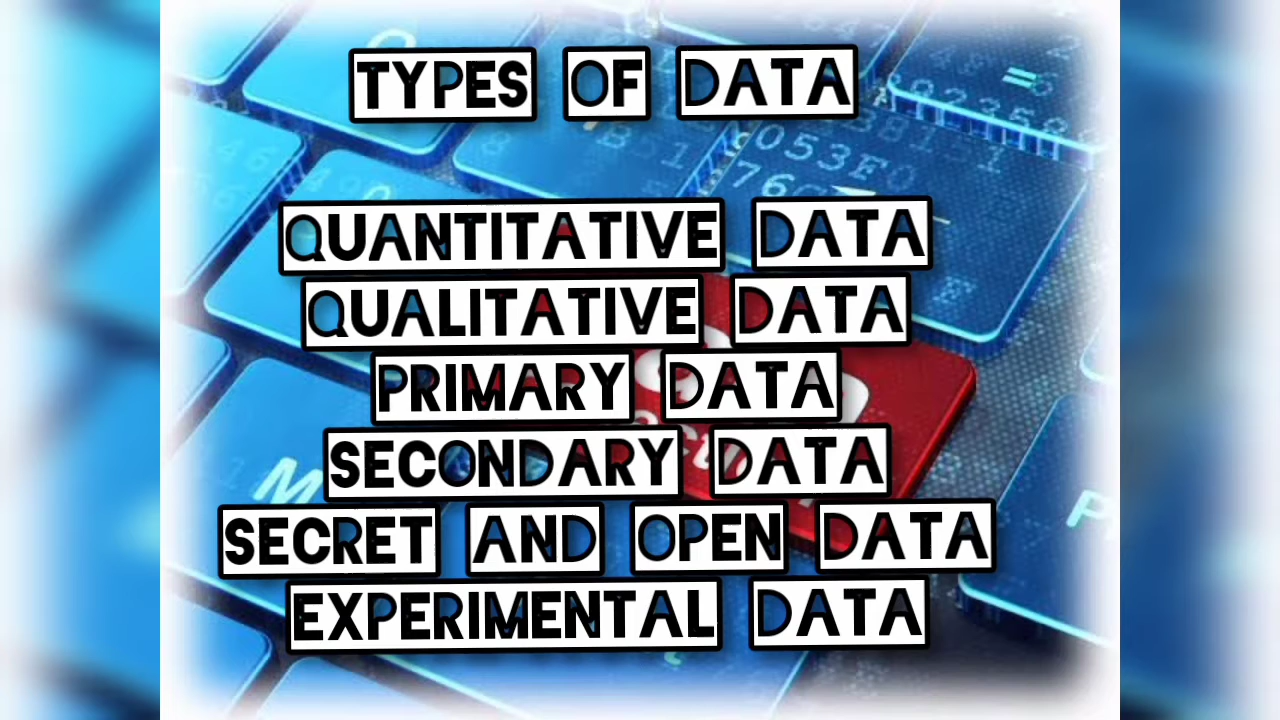 TYPES OF DATA
QUANTITATIVE DATA
QUALITATIVE DATA
PRIMARY DATA
SECONDARY DATA
SECRET AND OPEN DATA
EXPERIMENTAL DATA